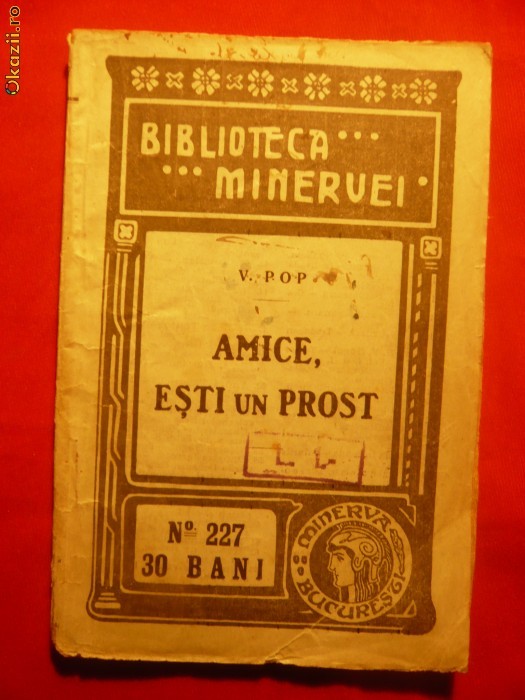 Okazii.ro
BIBLIOTECA...
...MINERVEI.
V. POP
AMICE,
EȘTI UN PROST
L L
Nº 227
30 BANI
MINERVA
BUCUREȘTI